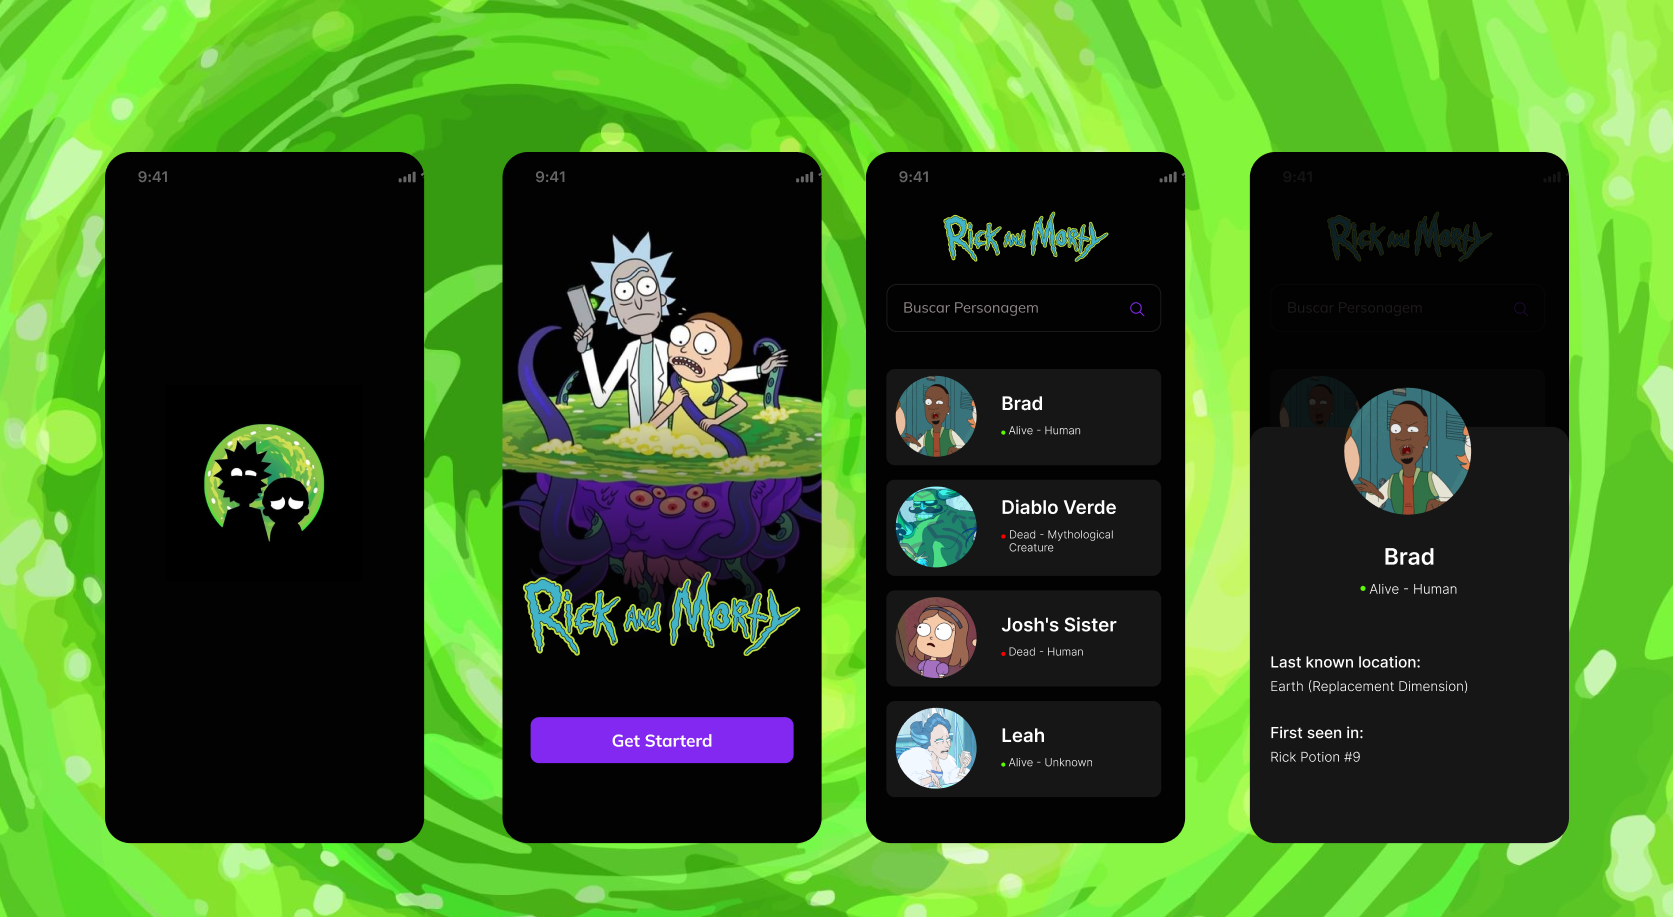 9:41
9:41
Rick and Morty
Get Starterd
9:41
Rick and Morty
Buscar Personagem
Brad
Alive - Human
Diablo Verde
Dead - Mythological
Creature
Josh's Sister
Dead - Human
Leah
Alive - Unknown
9:41
Rick and Morty
Buscar Personagem
Brad
Alive - Human
Last known location:
Earth (Replacement Dimension)
First seen in:
Rick Potion #9